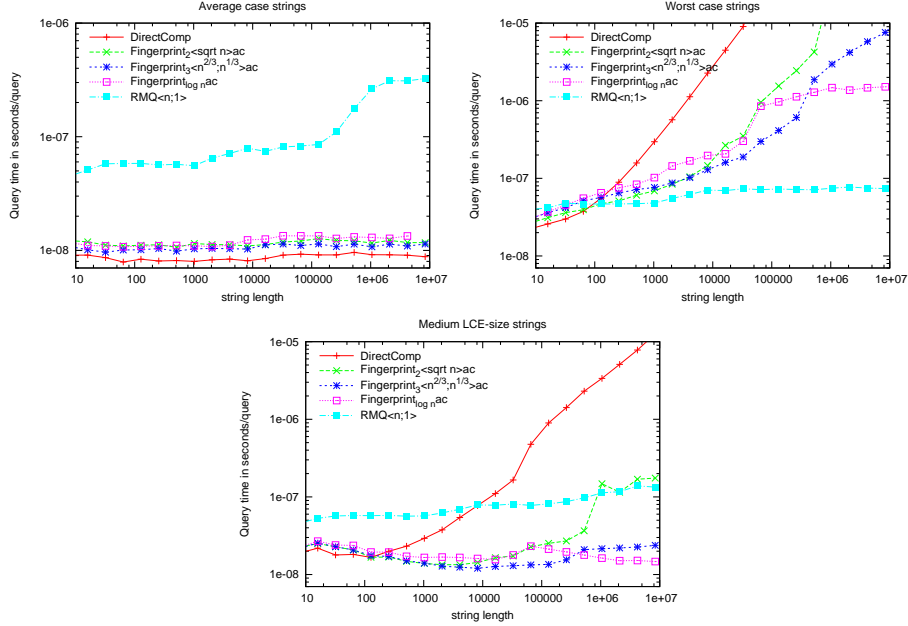 Average case strings
1e-06
1e-07
1e-08
Query time in seconds/query
DirectComp
Fingerprint2<sqrt n>ac
Fingerprint3<n^2/3;n^1/3>ac
Fingerprintlog nac
RMQ<n;1>
10 100 1000 10000 100000 1e+06 1e+07
string length
Worst case strings
1e-05
1e-06
1e-07
1e-08
Query time in seconds/query
DirectComp
Fingerprint2<sqrt n>ac
Fingerprint3<n^2/3;n^1/3>ac
Fingerprintlog nac
RMQ<n;1>
10 100 1000 10000 100000 1e+06 1e+07
string length
Medium LCE-size strings
1e-05
1e-06
1e-07
1e-08
Query time in seconds/query
DirectComp
Fingerprint2<sqrt n>ac
Fingerprint3<n^2/3;n^1/3>ac
Fingerprintlog nac
RMQ<n;1>
10 100 1000 10000 100000 1e+06 1e+07
string length